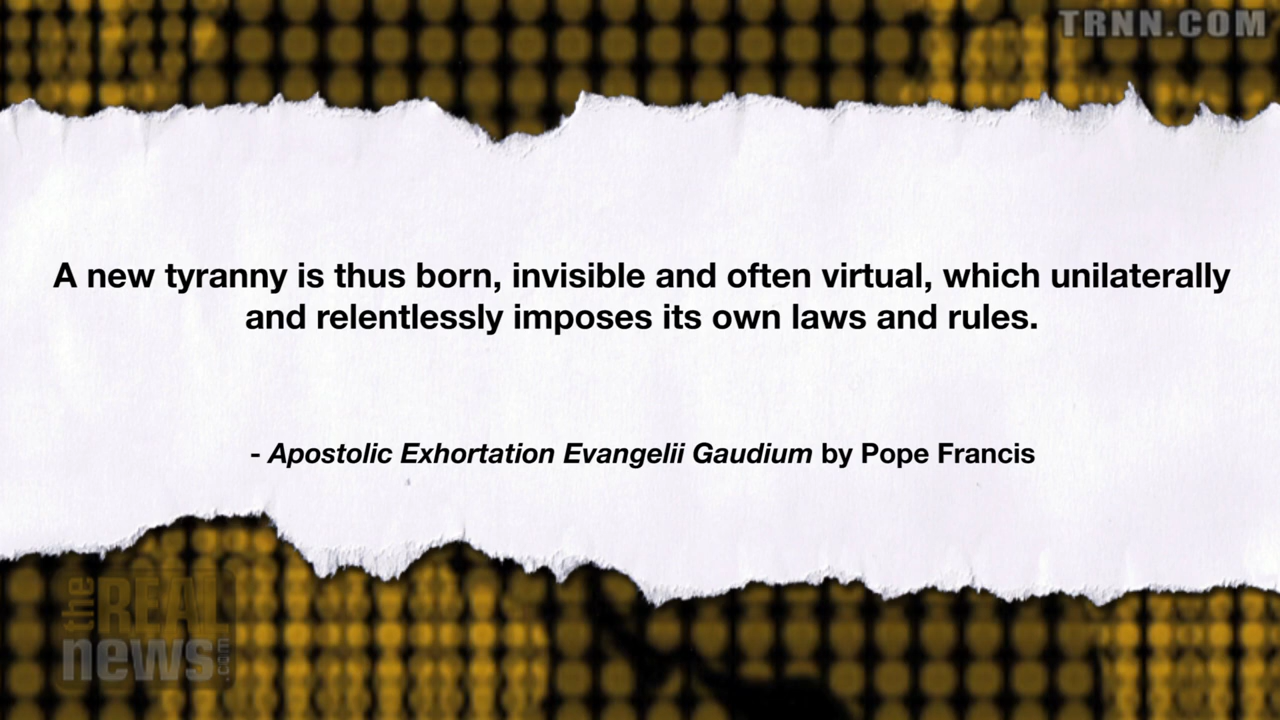 TRNN.COM
A new tyranny is thus born, invisible and often virtual, which unilaterally
and relentlessly imposes its own laws and rules.
- Apostolic Exhortation Evangelii Gaudium by Pope Francis
the REAL
news.com